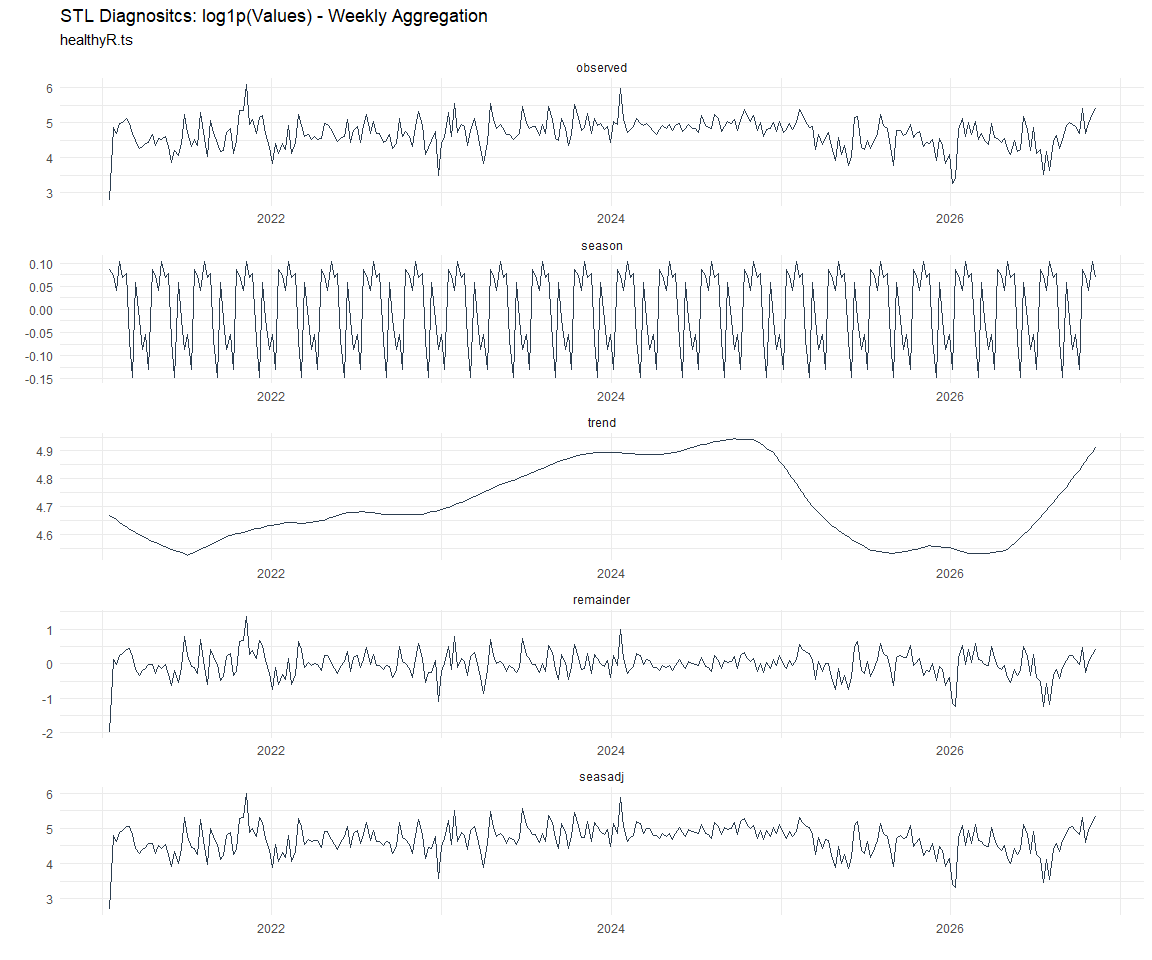 STL Diagnositcs: log1p(Values) - Weekly Aggregation
healthyR.ts
observed
6
5
4
3
2022 2024 2026
season
0.10
0.05
0.00
-0.05
-0.10
-0.15
2022 2024 2026
trend
4.9
4.8
4.7
4.6
2022 2024 2026
remainder
1
0
-1
-2
2022 2024 2026
seasadj
6
5
4
3
2022 2024 2026